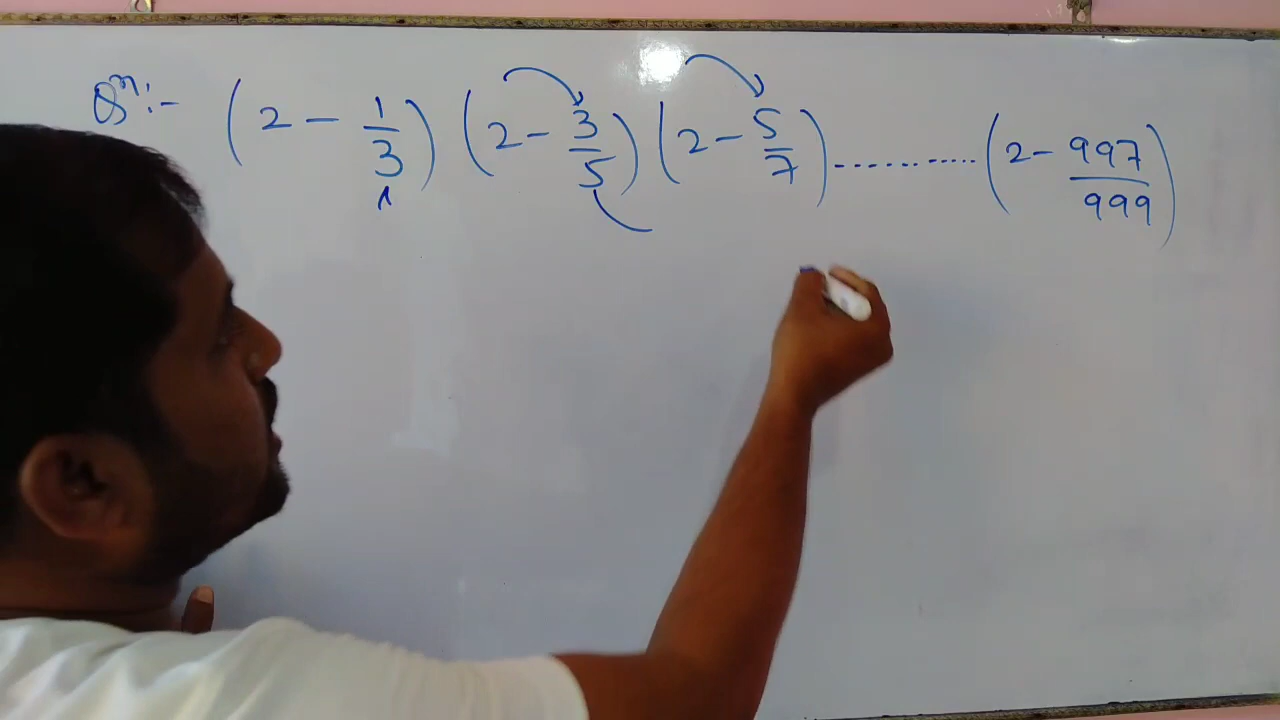 Qⁿ:- (2 - 1/3) (2 - 3/5) (2 - 5/7) ........... (2 - 997/999)